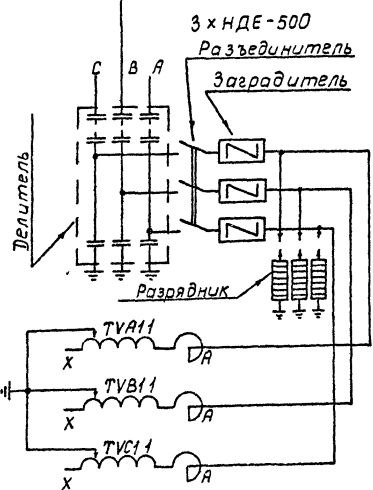 3 х НДЕ-500
Разъединитель
C B A
Заградитель
Делитель
Разрядник
TVA11
X A
TVB11
X A
TVC11
X A